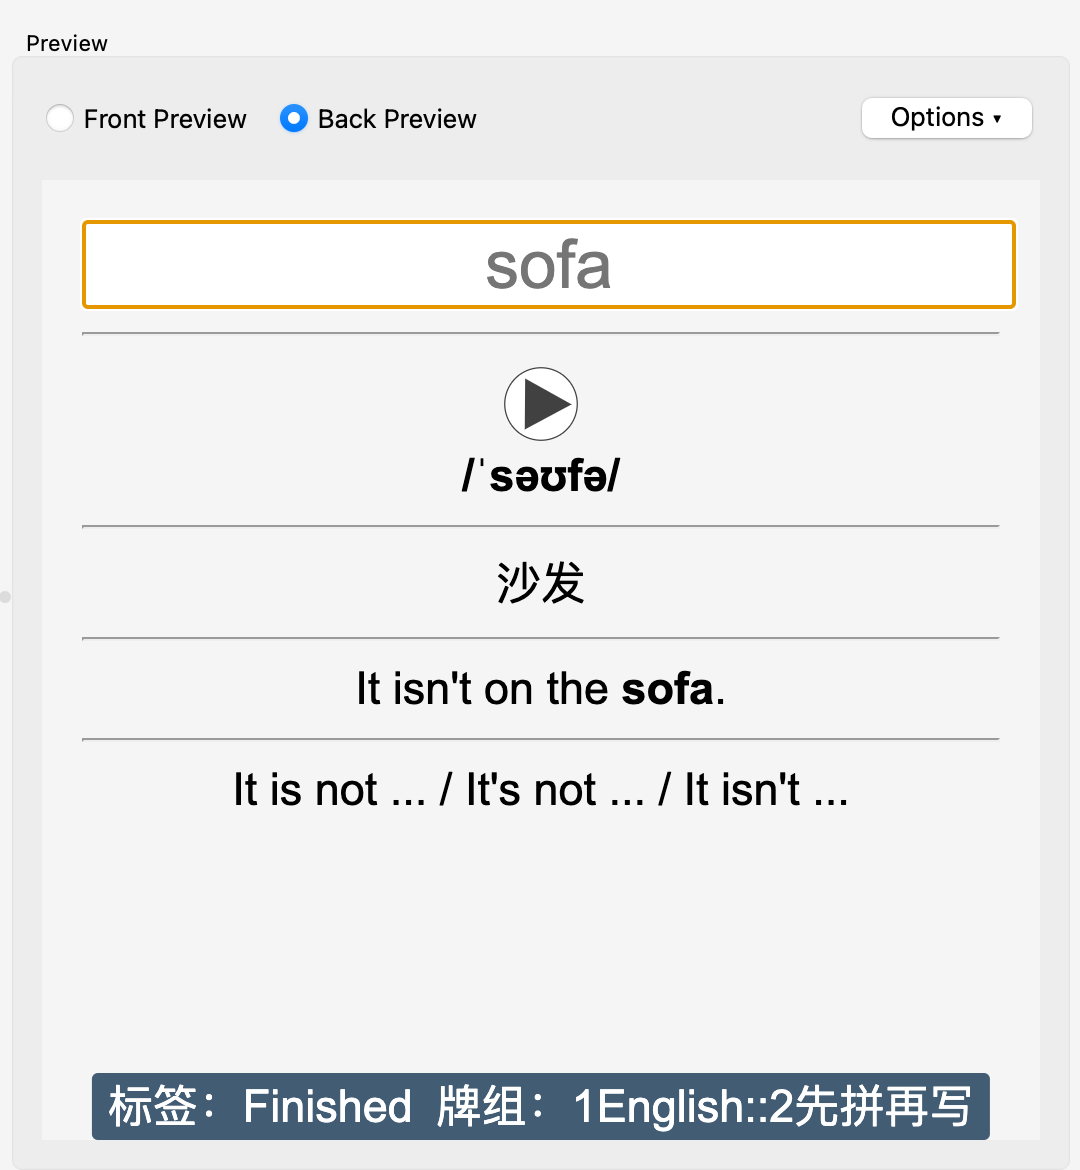 Preview
Front Preview Back Preview Options ▾
sofa
/ˈsəʊfə/
沙发
It isn't on the sofa.
It is not ... / It's not ... / It isn't ...
标签：Finished 牌组：1English::2先拼再写